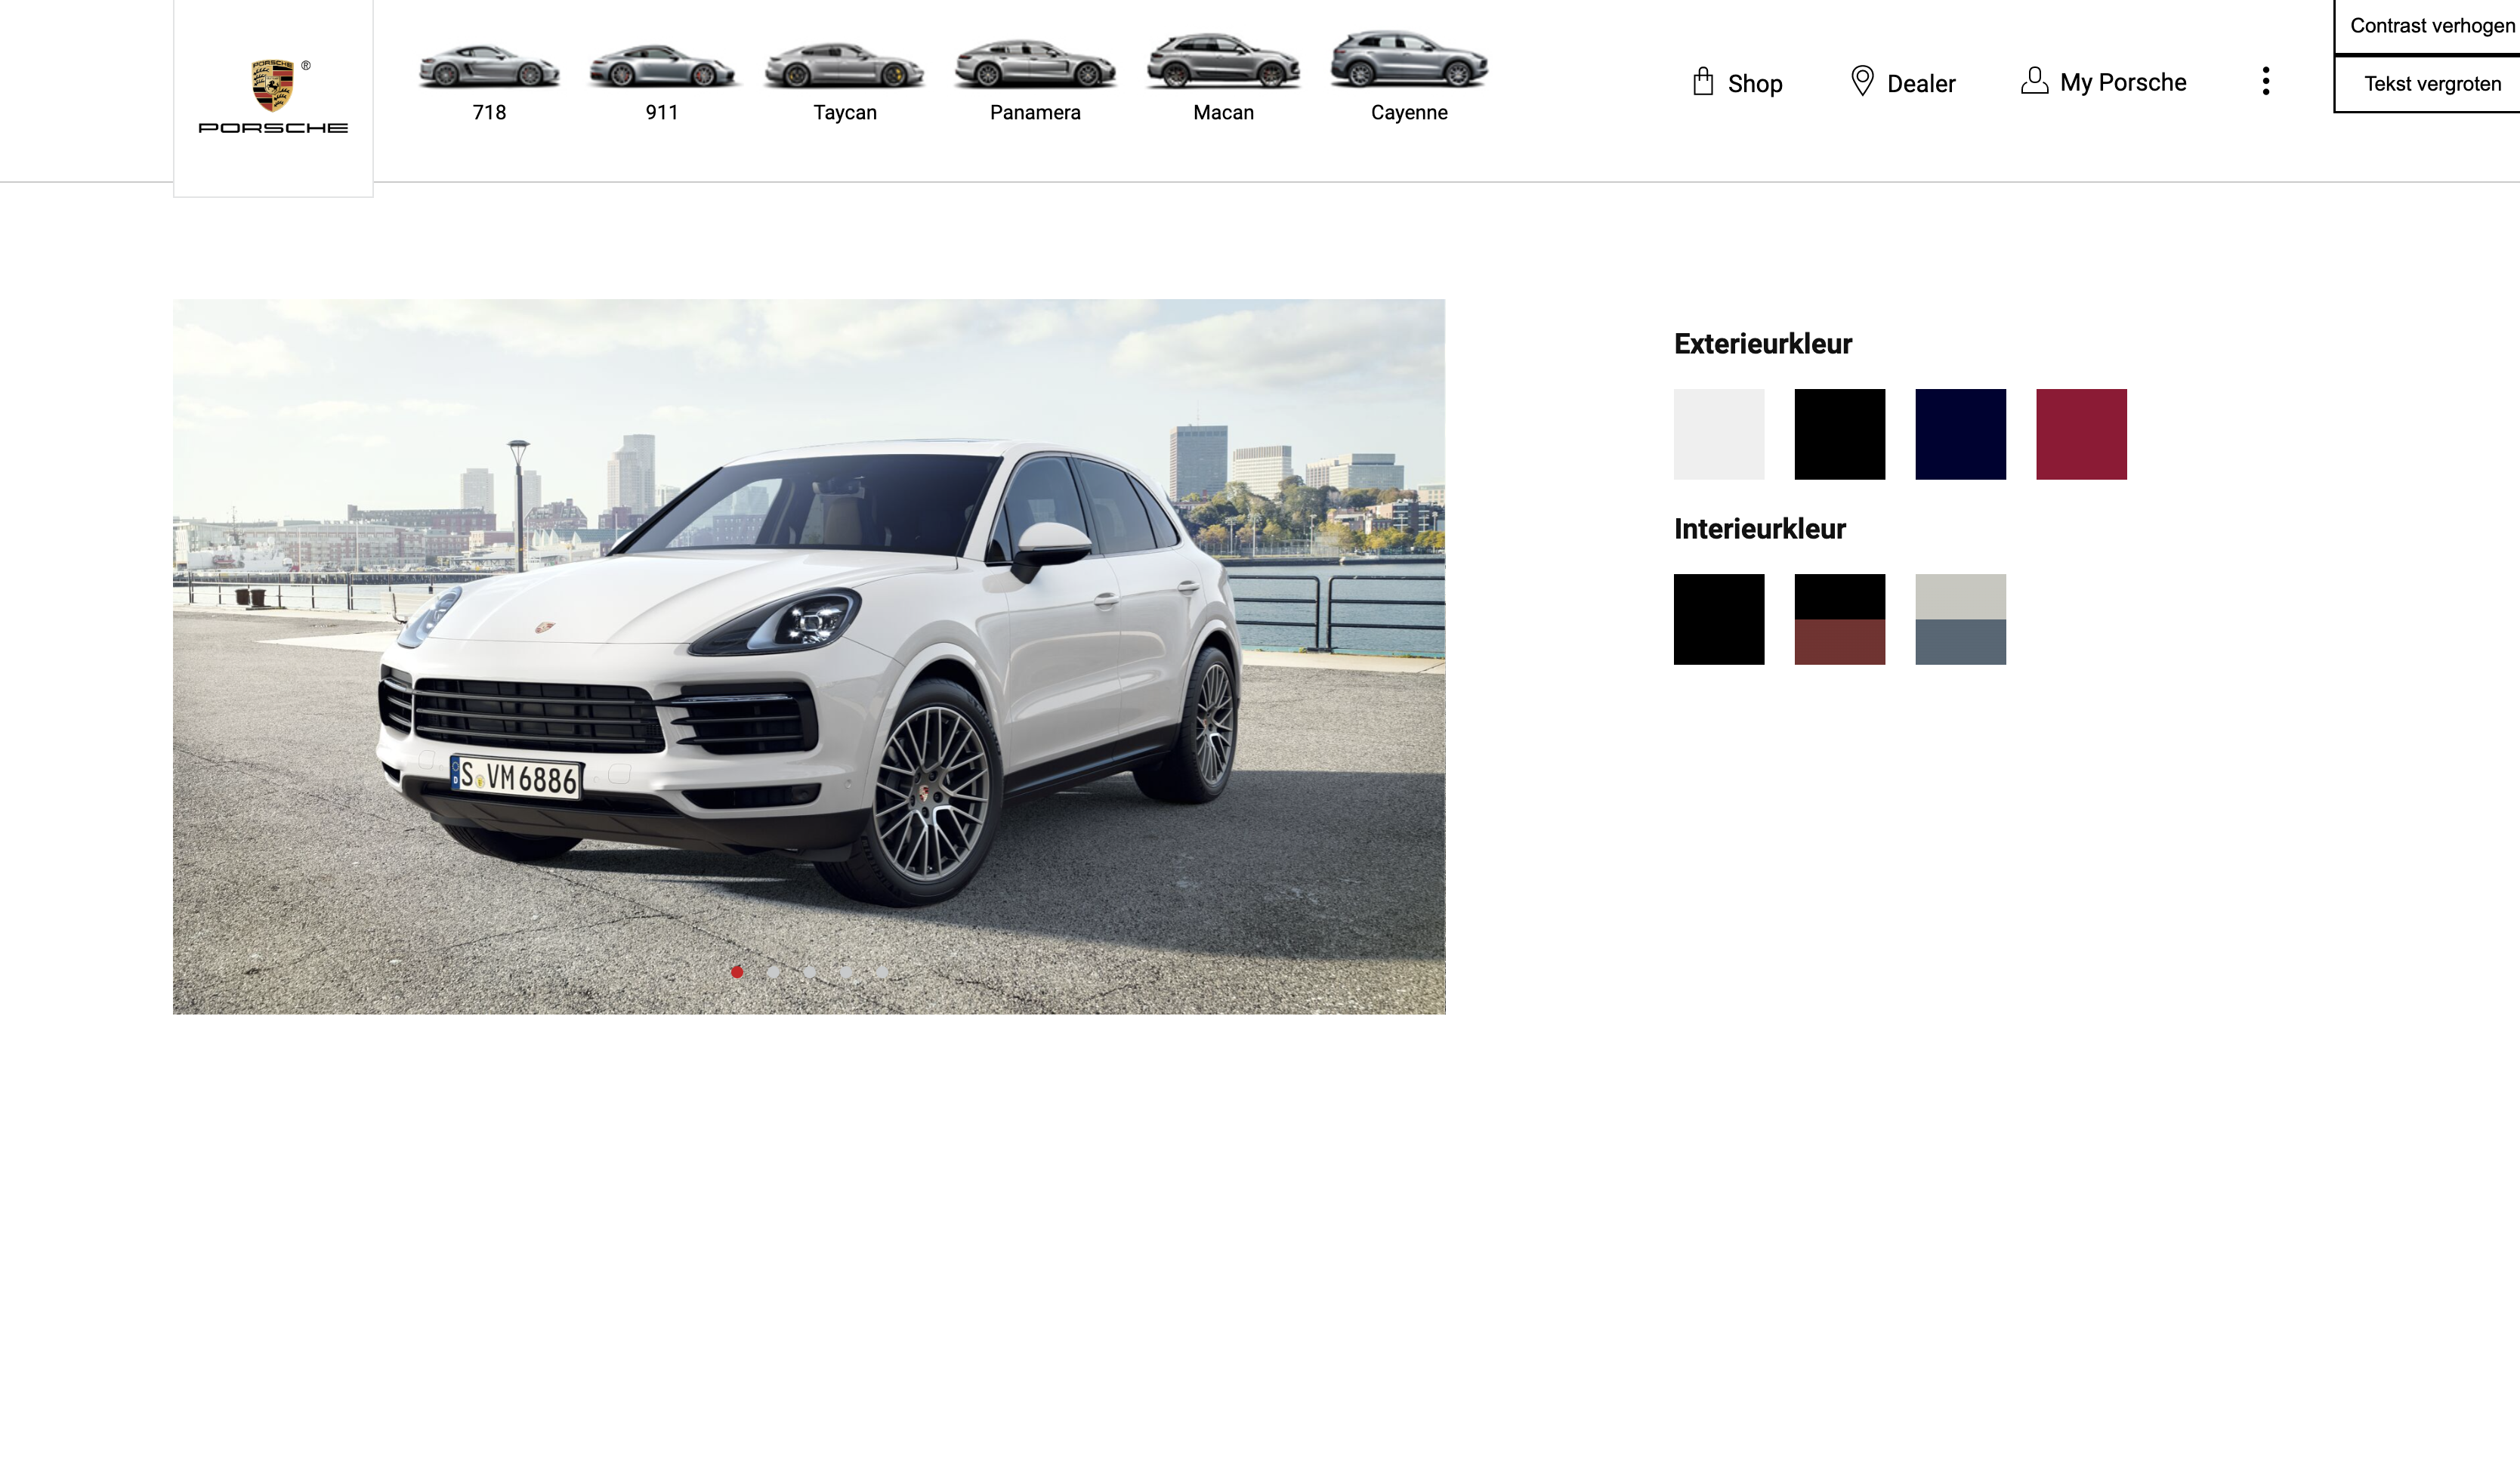 PORSCHE
®
PORSCHE
718
911
Taycan
Panamera
Macan
Cayenne
Shop
Dealer
My Porsche
Contrast verhogen
Tekst vergroten
Exterieurkleur
Interieurkleur
S VM 6886
D